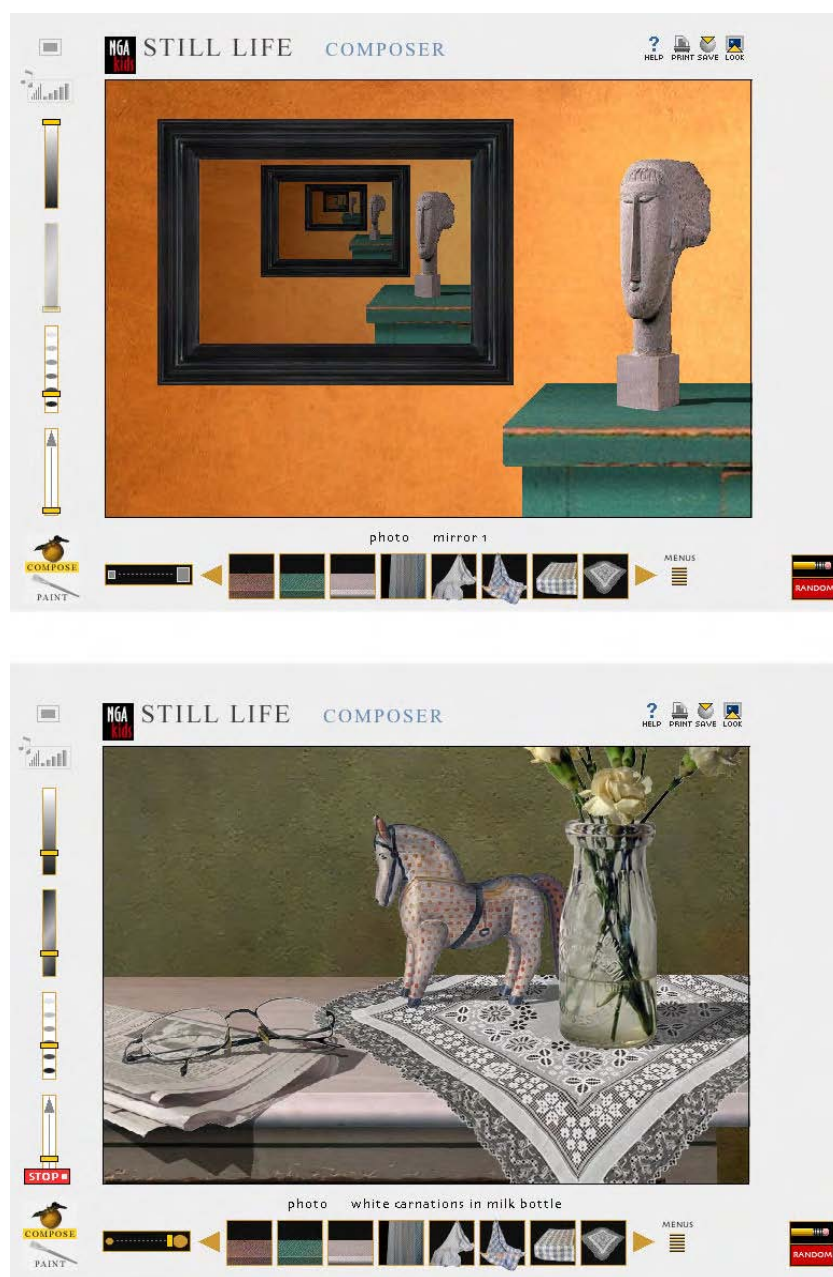 NGA kids STILL LIFE COMPOSER
HELP PRINT SAVE LOOK
photo mirror 1
COMPOSE
PAINT
MENUS
RANDOM
NGA kids STILL LIFE COMPOSER
HELP PRINT SAVE LOOK
STOP
photo white carnations in milk bottle
COMPOSE
PAINT
MENUS
RANDOM